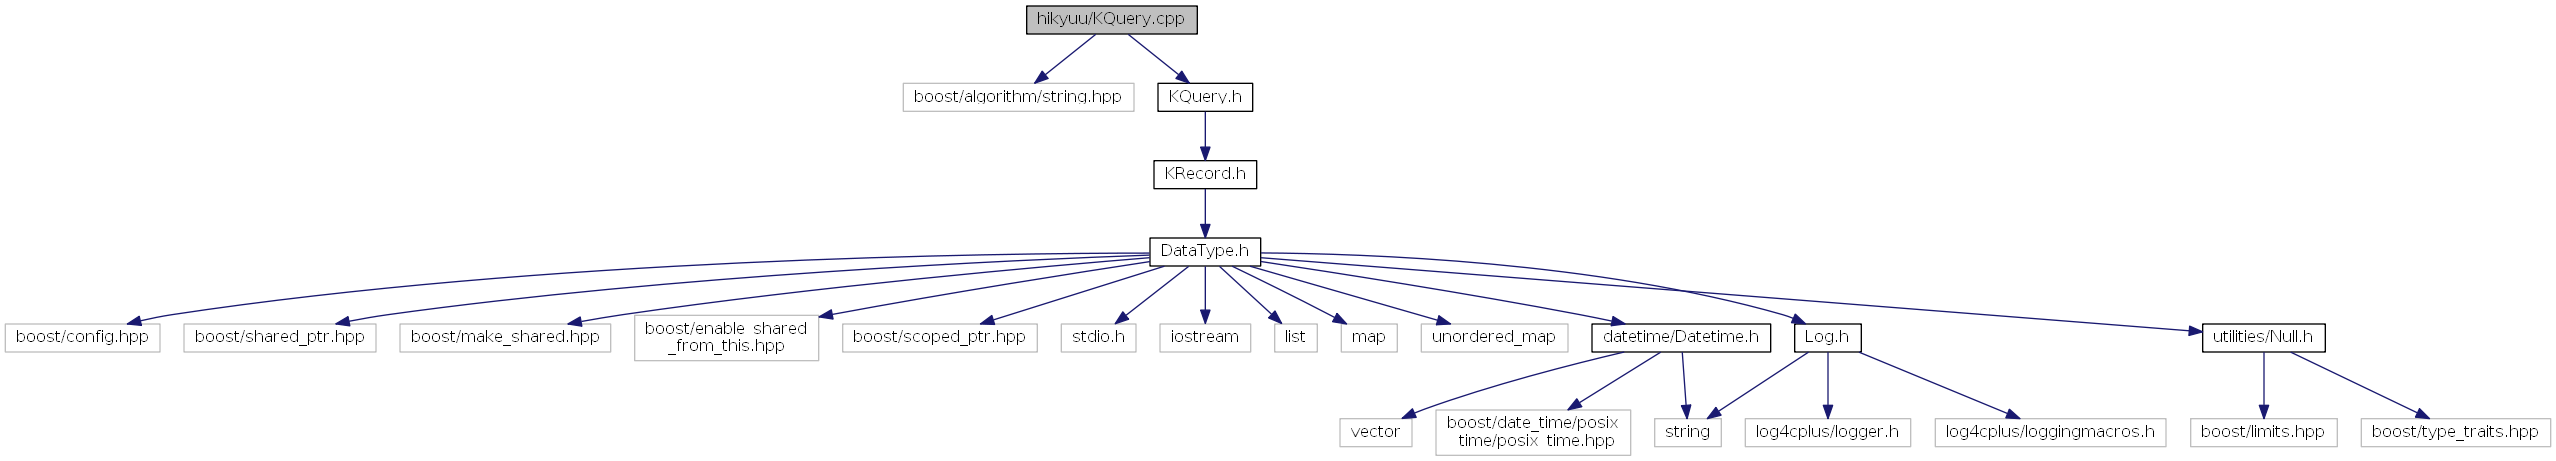 hikyuu/KQuery.cpp
boost/algorithm/string.hpp
KQuery.h
KRecord.h
DataType.h
boost/config.hpp
boost/shared_ptr.hpp
boost/make_shared.hpp
boost/enable_shared
_from_this.hpp
boost/scoped_ptr.hpp
stdio.h
iostream
list
map
unordered_map
datetime/Datetime.h
Log.h
utilities/Null.h
vector
boost/date_time/posix
_time/posix_time.hpp
string
log4cplus/logger.h
log4cplus/loggingmacros.h
boost/limits.hpp
boost/type_traits.hpp